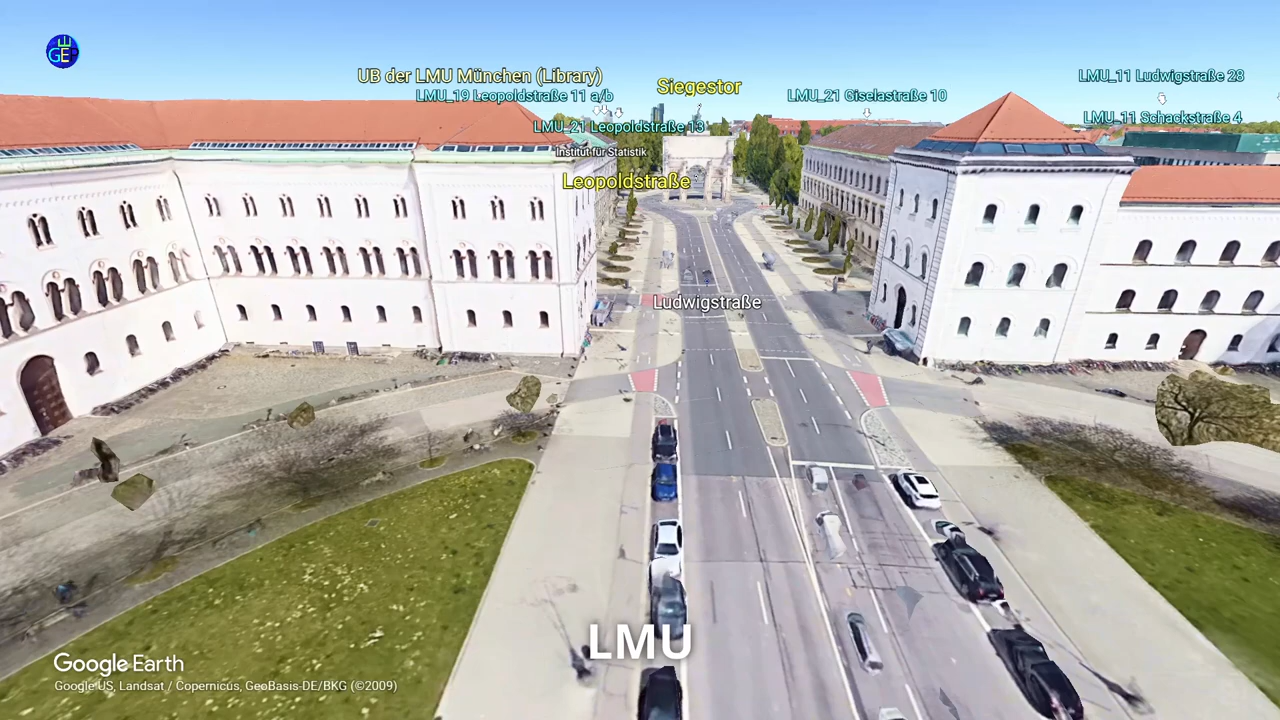 GEP
UB der LMU München (Library)
Siegestor
LMU_11 Ludwigstraße 28
LMU_19 Leopoldstraße 11 a/b
LMU_21 Giselastraße 10
LMU_21 Leopoldstraße 13
LMU_11 Schackstraße 4
Institut für Statistik
Leopoldstraße
Ludwigstraße
LMU
Google Earth
Google US, Landsat / Copernicus, GeoBasis-DE/BKG (©2009)